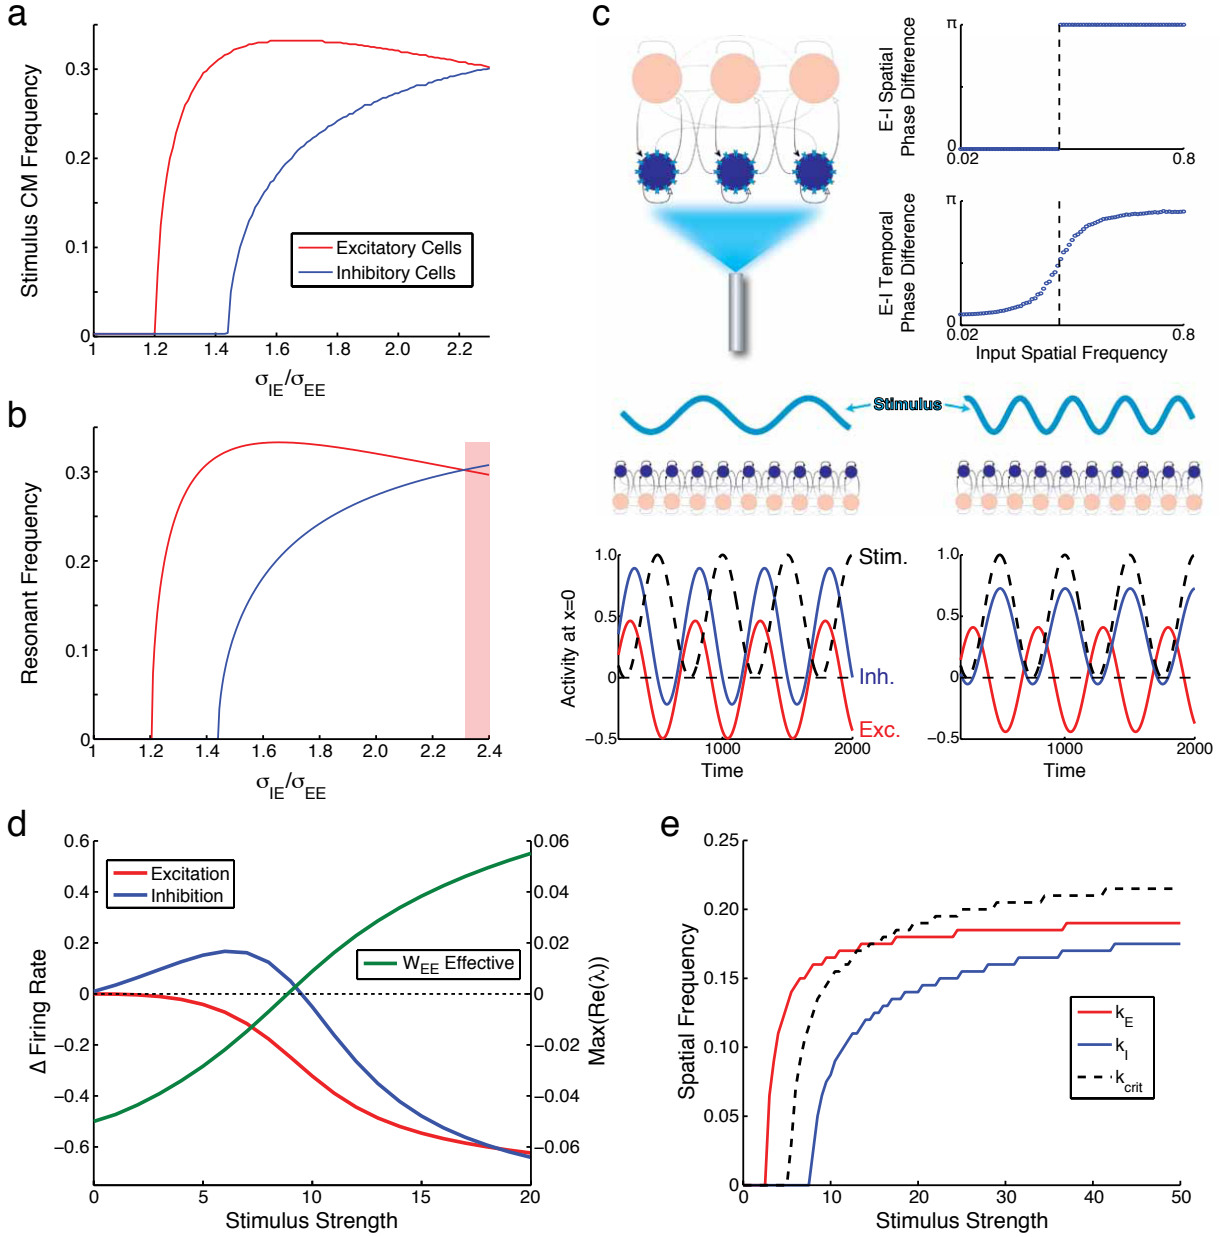 a
Stimulus CM Frequency
0.3
0.2
0.1
0
1
1.2
1.4
1.6
1.8
2.0
2.2
σIE/σEE
Excitatory Cells
Inhibitory Cells
b
Resonant Frequency
0.3
0.2
0.1
0
1
1.2
1.4
1.6
1.8
2.0
2.2
2.4
σIE/σEE
c
E-I Spatial
Phase Difference
π
0
0.02
0.8
E-I Temporal
Phase Difference
π
0
0.02
0.8
Input Spatial Frequency
Stimulus
Activity at x=0
1.0
0.5
0
−0.5
1000
2000
Time
Stim.
Inh.
Exc.
1.0
0.5
0
−0.5
1000
2000
Time
d
Δ Firing Rate
0.6
0.4
0.2
0
−0.2
−0.4
−0.6
Excitation
Inhibition
WEE Effective
0.06
0.04
0.02
0
−0.02
−0.04
−0.06
Max(Re(λ))
0
5
10
15
20
Stimulus Strength
e
Spatial Frequency
0.25
0.20
0.15
0.10
0.05
0
kE
kI
kcrit
0
10
20
30
40
50
Stimulus Strength